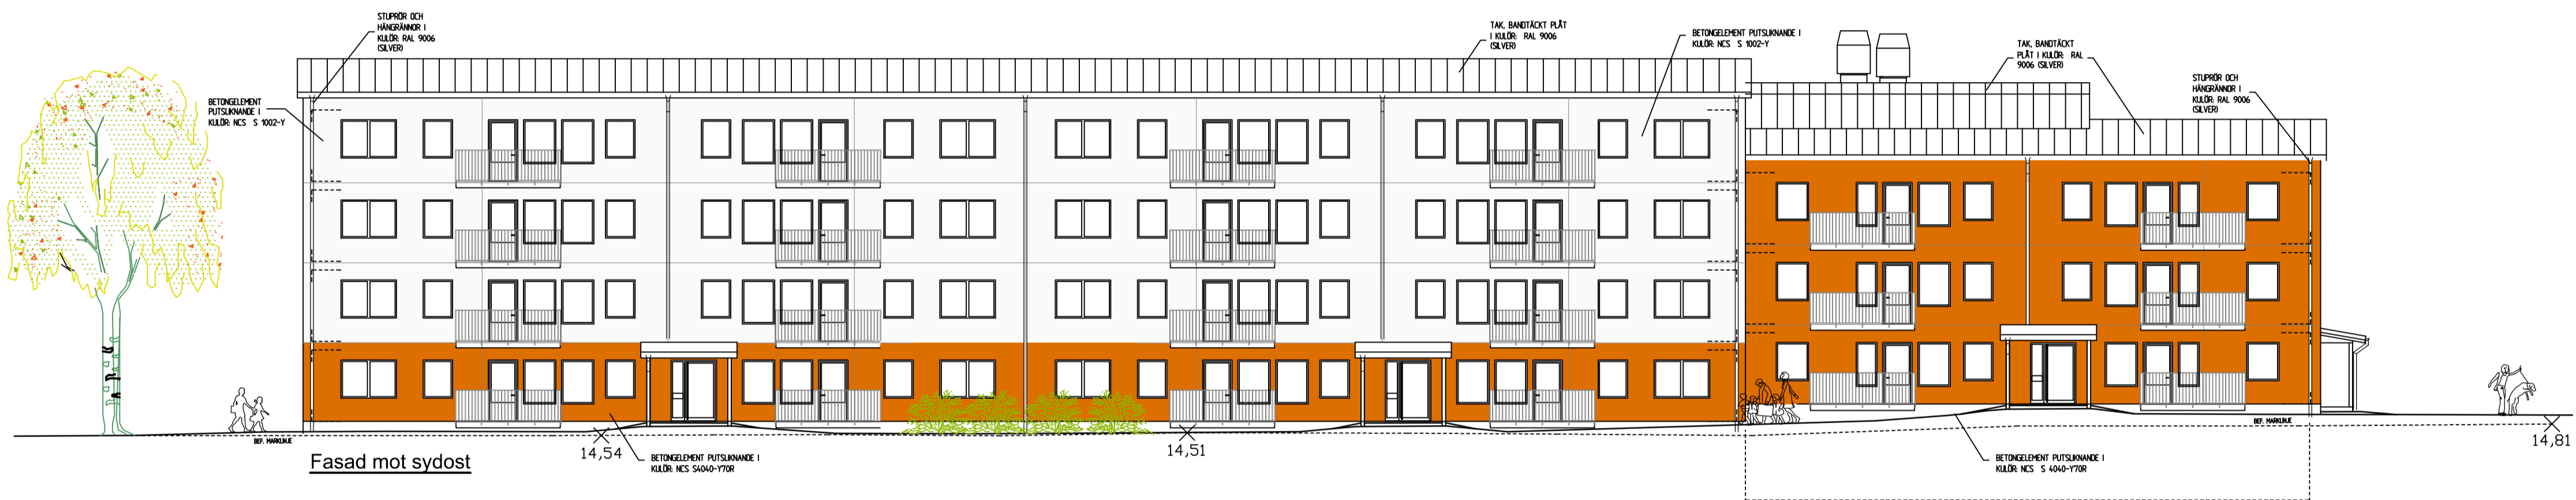 STUPRÖR OCH
HÄNGRÄNNOR I
KULÖR: RAL 9006
(SILVER)
BETONGELEMENT
PUTSLIKNANDE I
KULÖR: NCS S 1002-Y
TAK, BANDTÄCKT PLÅT
I KULÖR: RAL 9006
(SILVER)
BETONGELEMENT PUTSLIKNANDE I
KULÖR: NCS S 1002-Y
TAK, BANDTÄCKT
PLÅT I KULÖR: RAL
9006 (SILVER)
STUPRÖR OCH
HÄNGRÄNNOR I
KULÖR: RAL 9006
(SILVER)
BEF. MARKLINJE
Fasad mot sydost
14,54
BETONGELEMENT PUTSLIKNANDE I
KULÖR: NCS S4040-Y70R
14,51
BETONGELEMENT PUTSLIKNANDE I
KULÖR: NCS S 4040-Y70R
BEF. MARKLINJE
14,81